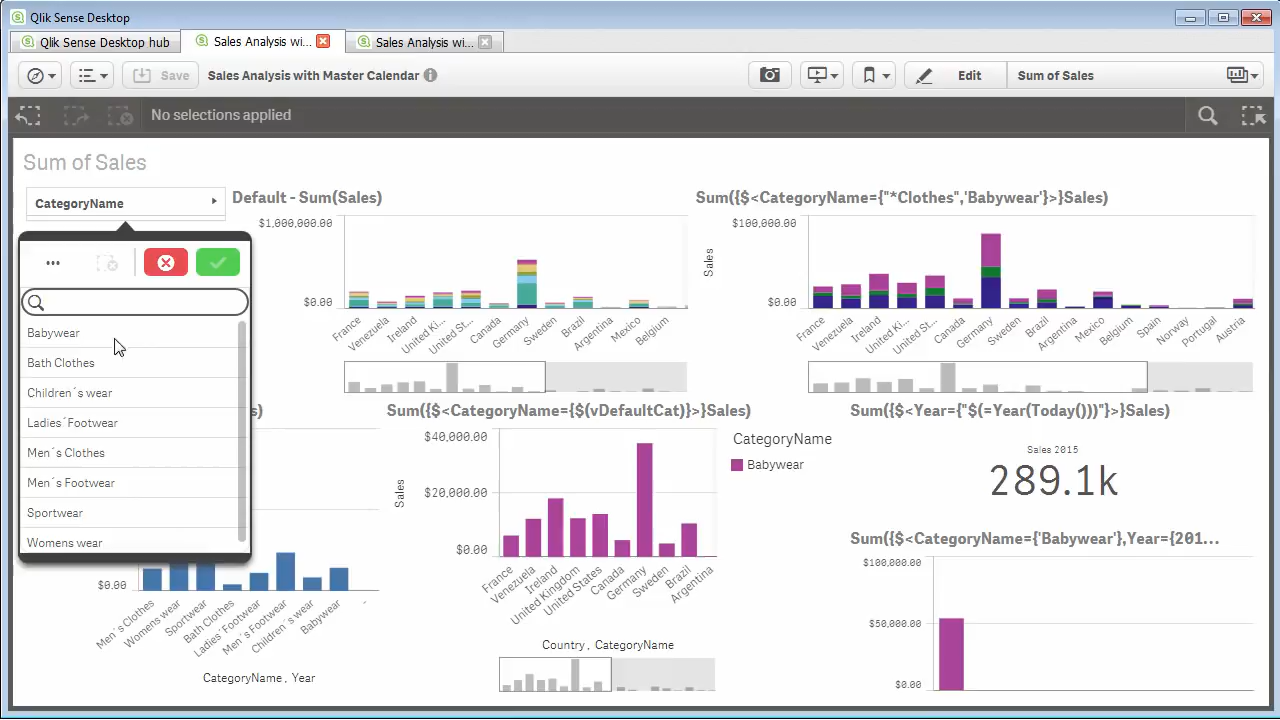 Qlik Sense Desktop
Qlik Sense Desktop hub
Sales Analysis wi...
Sales Analysis wi...
Save
Sales Analysis with Master Calendar
Edit
Sum of Sales
No selections applied
Sum of Sales
CategoryName
Default - Sum(Sales)
$1,000,000.00
$0.00
France
Venezuela
Ireland
United Ki...
United St...
Canada
Germany
Sweden
Brazil
Argentina
Mexico
Belgium
Sum({$<CategoryName={"*Clothes",'Babywear'}>}Sales)
$100,000.00
Sales
$0.00
France
Venezuela
Ireland
United Ki...
United St...
Canada
Germany
Sweden
Brazil
Argentina
Mexico
Belgium
Spain
Norway
Portugal
Austria
Babywear
Bath Clothes
Children´s wear
Ladies´Footwear
Men´s Clothes
Men´s Footwear
Sportwear
Womens wear
s)
$0.00
Men´s Clothes
Womens wear
Sportwear
Bath Clothes
Ladies´Footwear
Men´s Footwear
Children´s wear
Babywear
-
CategoryName, Year
Sum({$<CategoryName={$(vDefaultCat)}>}Sales)
$40,000.00
Sales
$20,000.00
$0.00
France
Venezuela
Ireland
United Kingdom
United States
Canada
Germany
Sweden
Brazil
Argentina
Country, CategoryName
CategoryName
Babywear
Sum({$<Year={"$(=Year(Today()))"}>}Sales)
Sales 2015
289.1k
Sum({$<CategoryName={'Babywear'},Year={201...
$100,000.00
$50,000.00
$0.00